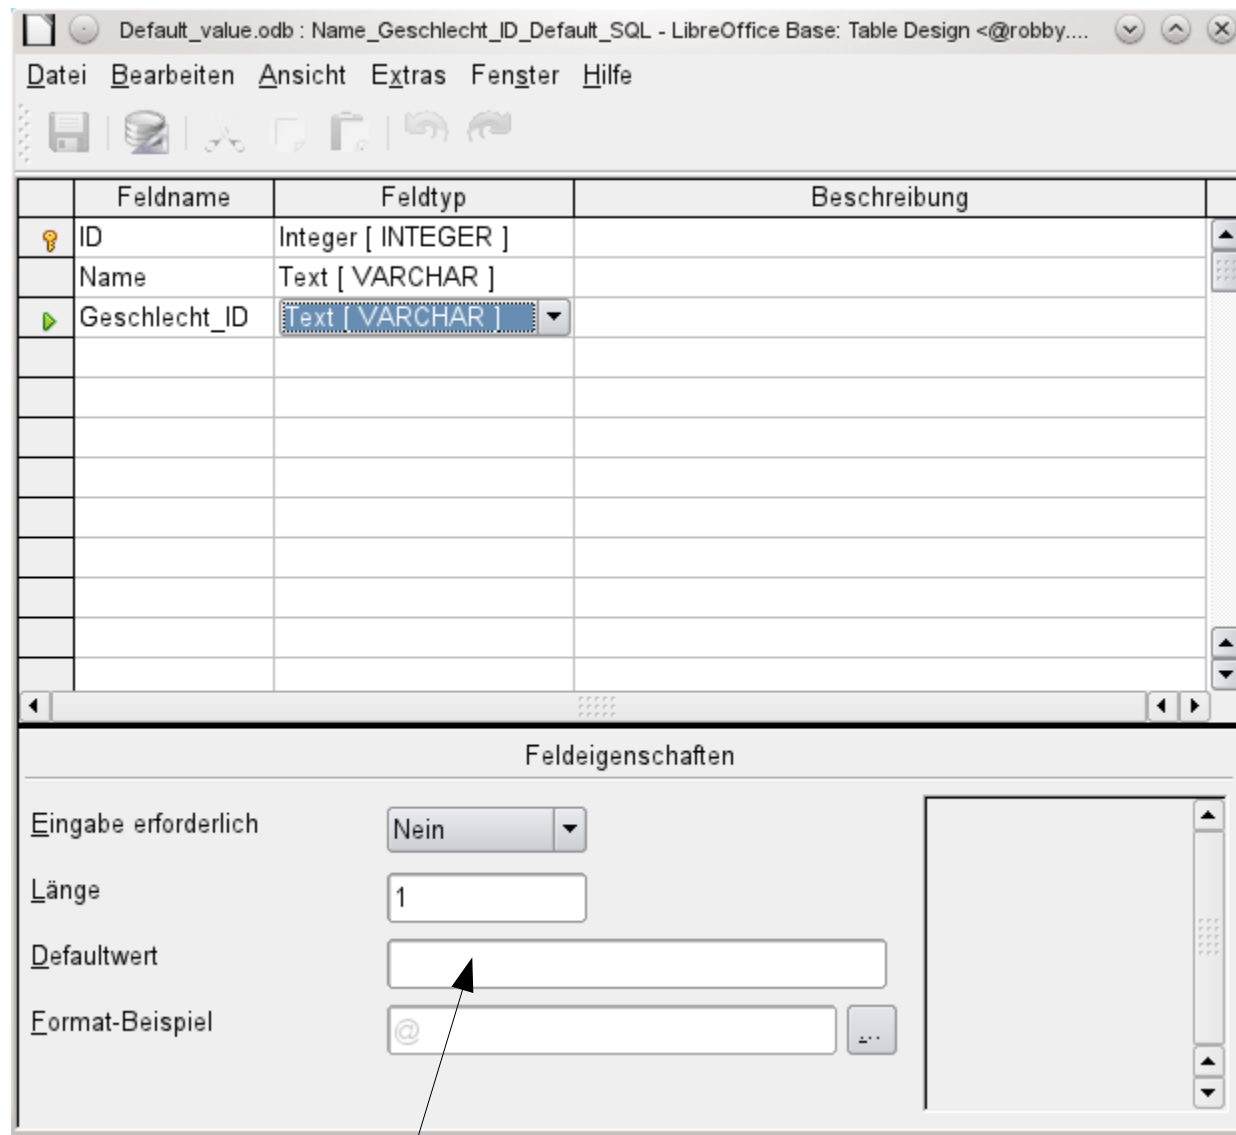 Default_value.odb : Name_Geschlecht_ID_Default_SQL - LibreOffice Base: Table Design <@robby....
Datei Bearbeiten Ansicht Extras Fenster Hilfe
Feldname Feldtyp Beschreibung
ID Integer [ INTEGER ]
Name Text [ VARCHAR ]
Geschlecht_ID Text [ VARCHAR ]
Feldeigenschaften
Eingabe erforderlich Nein
Länge 1
Defaultwert
Format-Beispiel @ ...